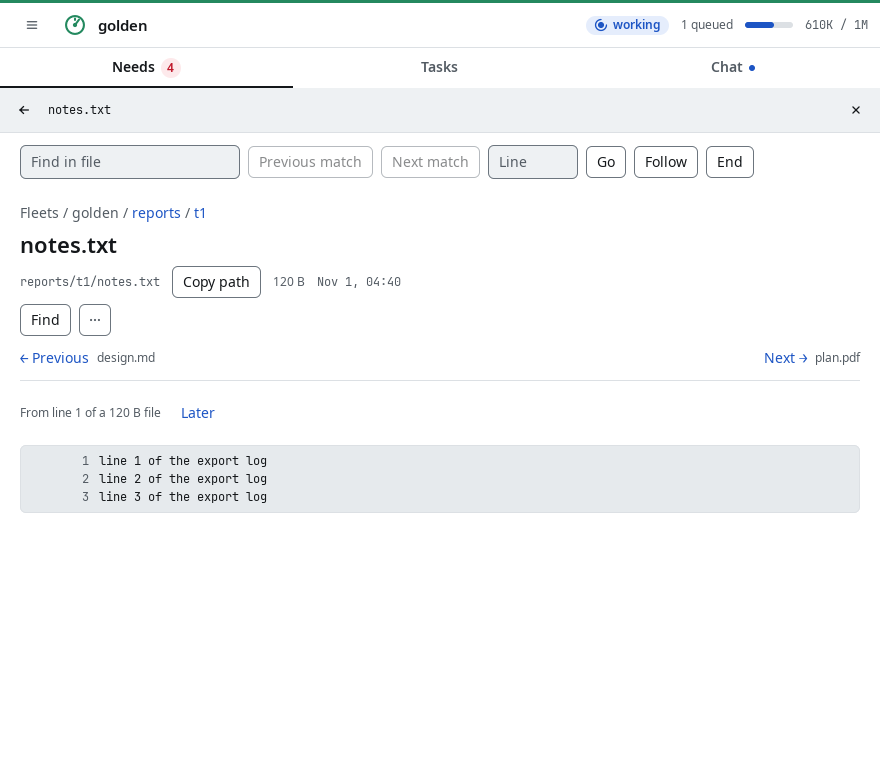 golden
working
1 queued
610K / 1M
Needs 4
Tasks
Chat
notes.txt
Find in file
Previous match
Next match
Line
Go
Follow
End
Fleets / golden / reports / t1
notes.txt
reports/t1/notes.txt
Copy path
120 B
Nov 1, 04:40
Find
···
← Previous design.md
Next → plan.pdf
From line 1 of a 120 B file
Later
1 line 1 of the export log
2 line 2 of the export log
3 line 3 of the export log